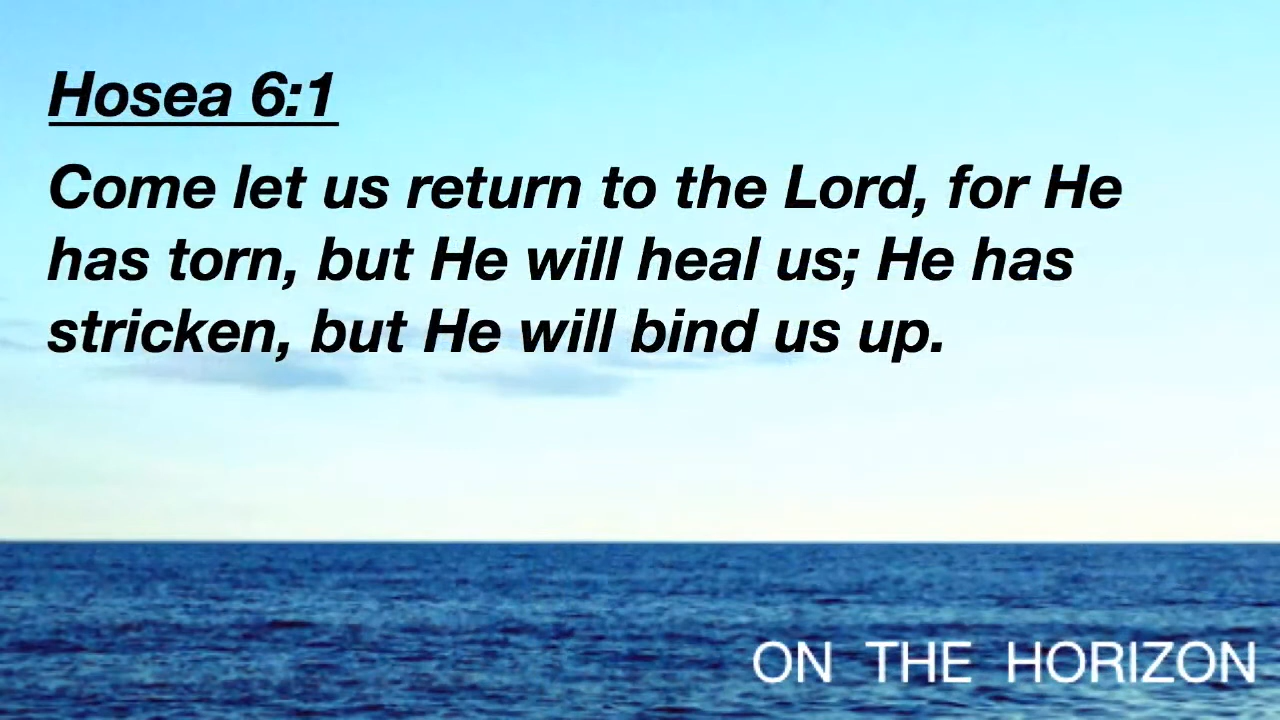 Hosea 6:1
Come let us return to the Lord, for He
has torn, but He will heal us; He has
stricken, but He will bind us up.
ON THE HORIZON